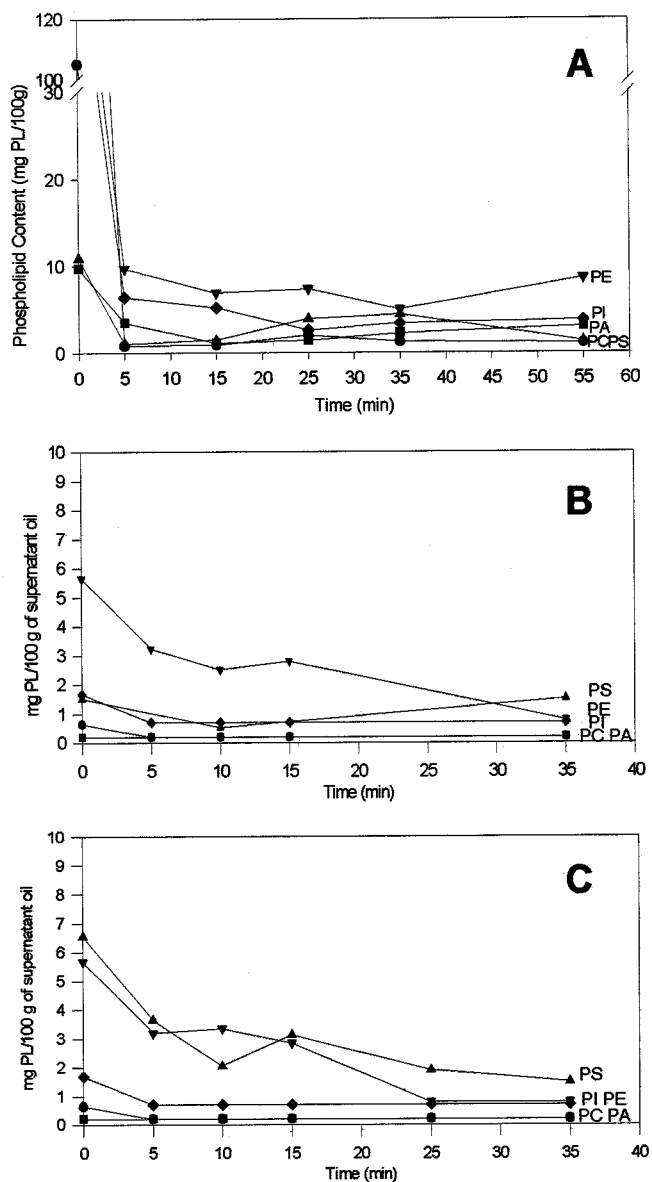 A
Phospholipid Content (mg PL/100g)
120
100
30
20
10
0
PE
PI
PA
PCPS
0 5 10 15 20 25 30 35 40 45 50 55 60
Time (min)
B
mg PL/100 g of supernatant oil
10
9
8
7
6
5
4
3
2
1
0
PS
PE
PI
PC PA
0 5 10 15 20 25 30 35 40
Time (min)
C
mg PL/100 g of supernatant oil
10
9
8
7
6
5
4
3
2
1
0
PS
PI PE
PC PA
0 5 10 15 20 25 30 35 40
Time (min)